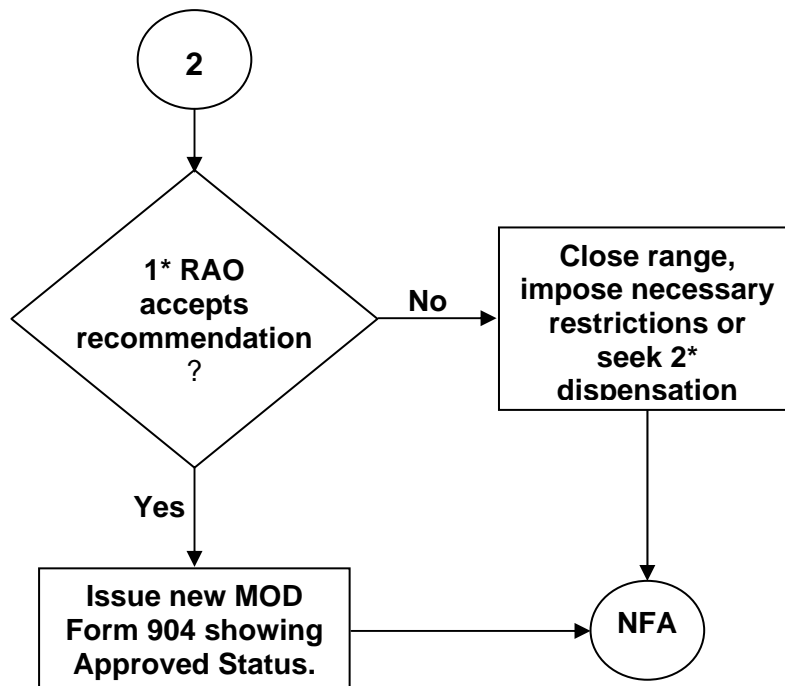 2
1* RAO
accepts
recommendation
?
No
Close range,
impose necessary
restrictions or
seek 2*
dispensation
Yes
Issue new MOD
Form 904 showing
Approved Status.
NFA